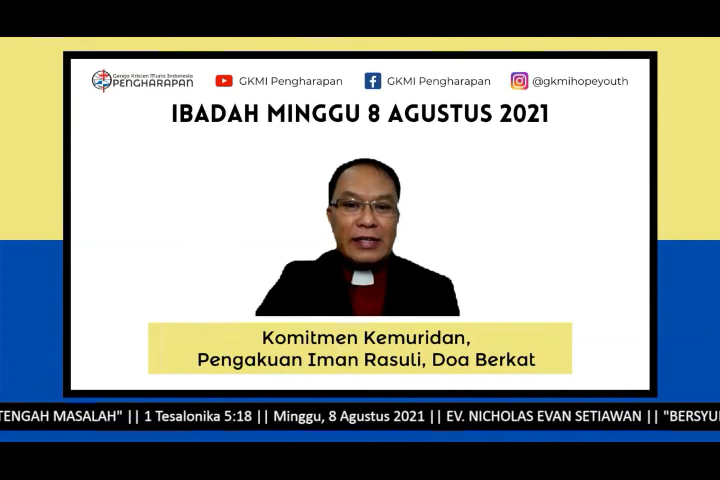 Gereja Kristen Muria Indonesia
PENGHARAPAN
GKMI Pengharapan
GKMI Pengharapan
@gkmihopeyouth
IBADAH MINGGU 8 AGUSTUS 2021
Komitmen Kemuridan,
Pengakuan Iman Rasuli, Doa Berkat
TENGAH MASALAH" || 1 Tesalonika 5:18 || Minggu, 8 Agustus 2021 || EV. NICHOLAS EVAN SETIAWAN || "BERSYU